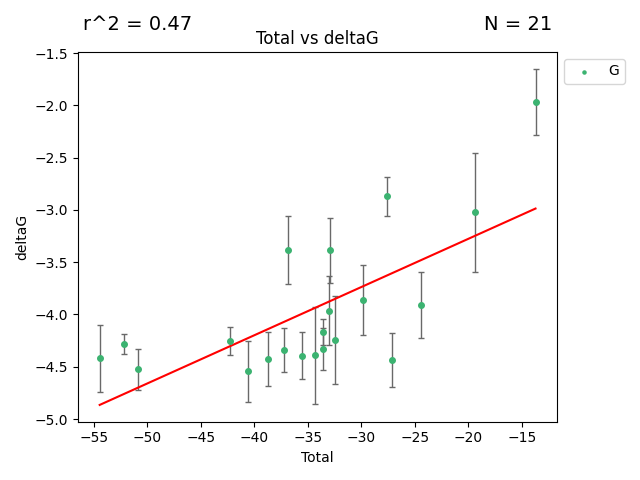 r^2 = 0.47
N = 21
Total vs deltaG
G
deltaG
−1.5
−2.0
−2.5
−3.0
−3.5
−4.0
−4.5
−5.0
−55 −50 −45 −40 −35 −30 −25 −20 −15
Total